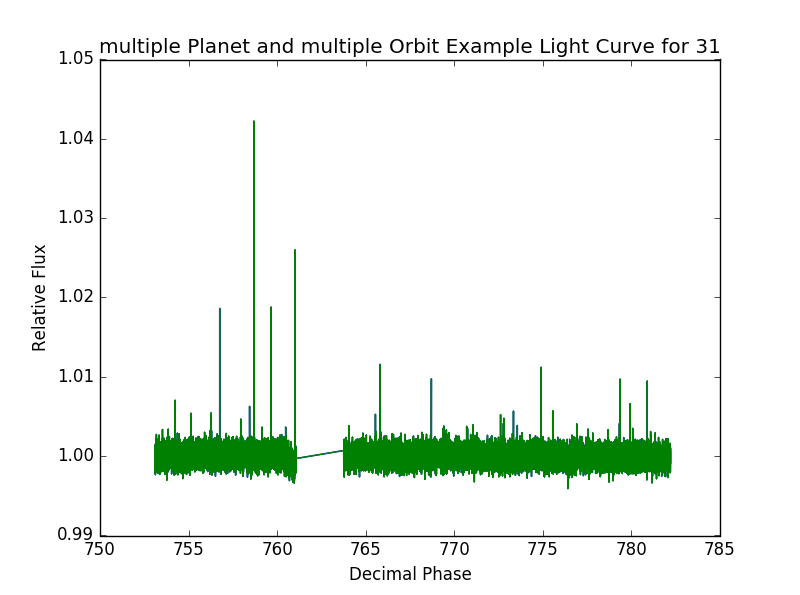 multiple Planet and multiple Orbit Example Light Curve for 31
1.05
1.04
1.03
1.02
1.01
1.00
0.99
Relative Flux
750 755 760 765 770 775 780 785
Decimal Phase